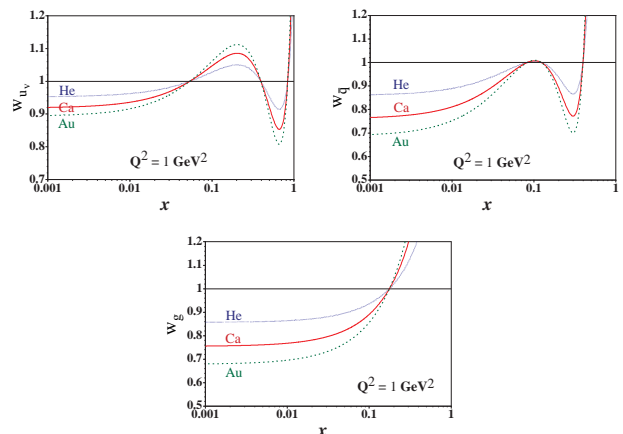 1.2
1.1
1
0.9
0.8
0.7
w u_v
He
Ca
Au
Q² = 1 GeV²
0.001 0.01 0.1 1
x
1.2
1.1
1
0.9
0.8
0.7
0.6
w q̄
He
Ca
Au
Q² = 1 GeV²
0.001 0.01 0.1 1
x
1.2
1.1
1
0.9
0.8
0.7
0.6
0.5
w g
He
Ca
Au
Q² = 1 GeV²
0.001 0.01 0.1 1
x